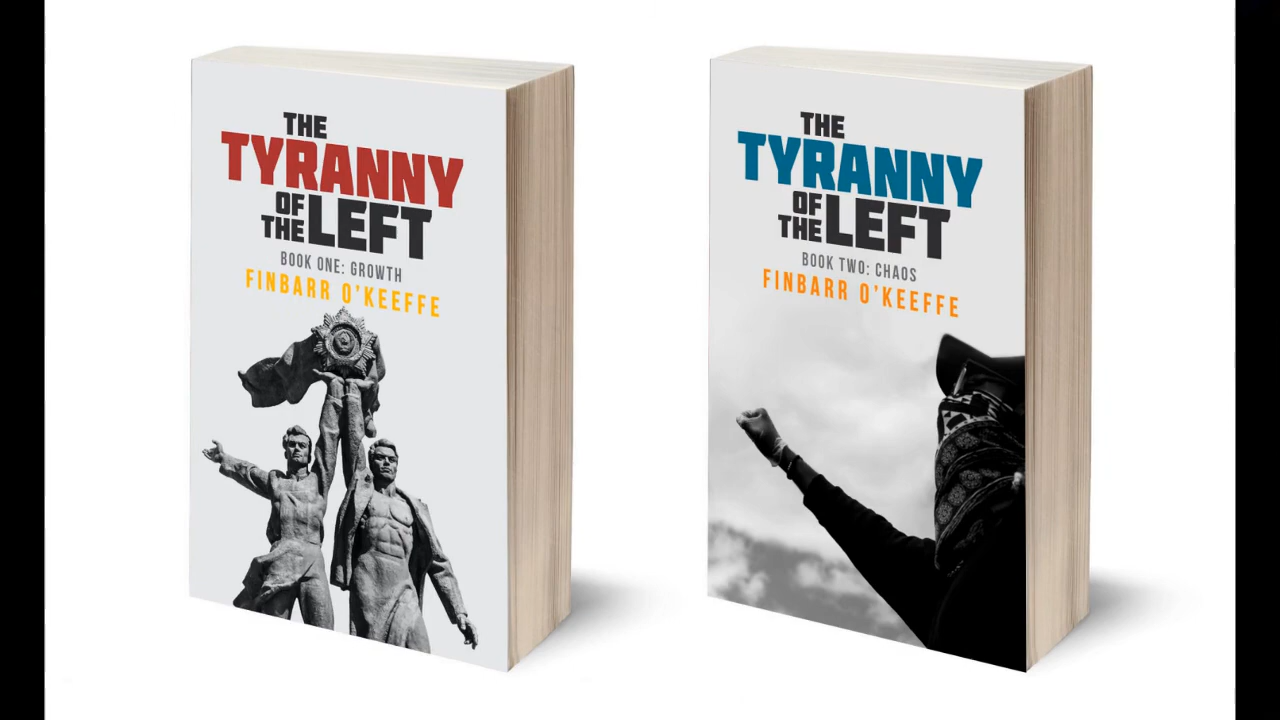 THE
TYRANNY
OF
THE LEFT
BOOK ONE: GROWTH
FINBARR O'KEEFFE
THE
TYRANNY
OF
THE LEFT
BOOK TWO: CHAOS
FINBARR O'KEEFFE